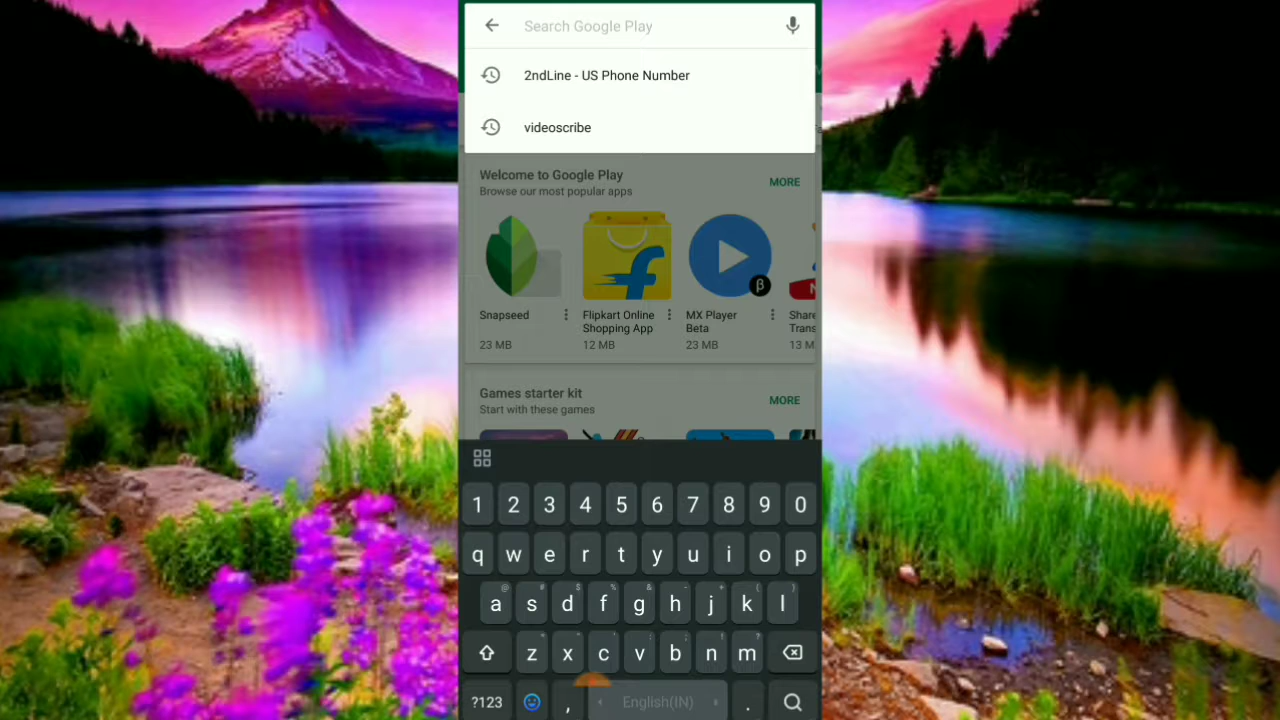 Search Google Play
2ndLine - US Phone Number
videoscribe
Welcome to Google Play
MORE
Browse our most popular apps
β
Snapseed
Flipkart Online
Shopping App
MX Player
Beta
Share
Trans
23 MB
12 MB
23 MB
13 M
Games starter kit
MORE
Start with these games
1 2 3 4 5 6 7 8 9 0
q w e r t y u i o p
@ # $ % & - + ( )
a s d f g h j k l
* " ' : ; ! ?
z x c v b n m
?123 , English(IN) .